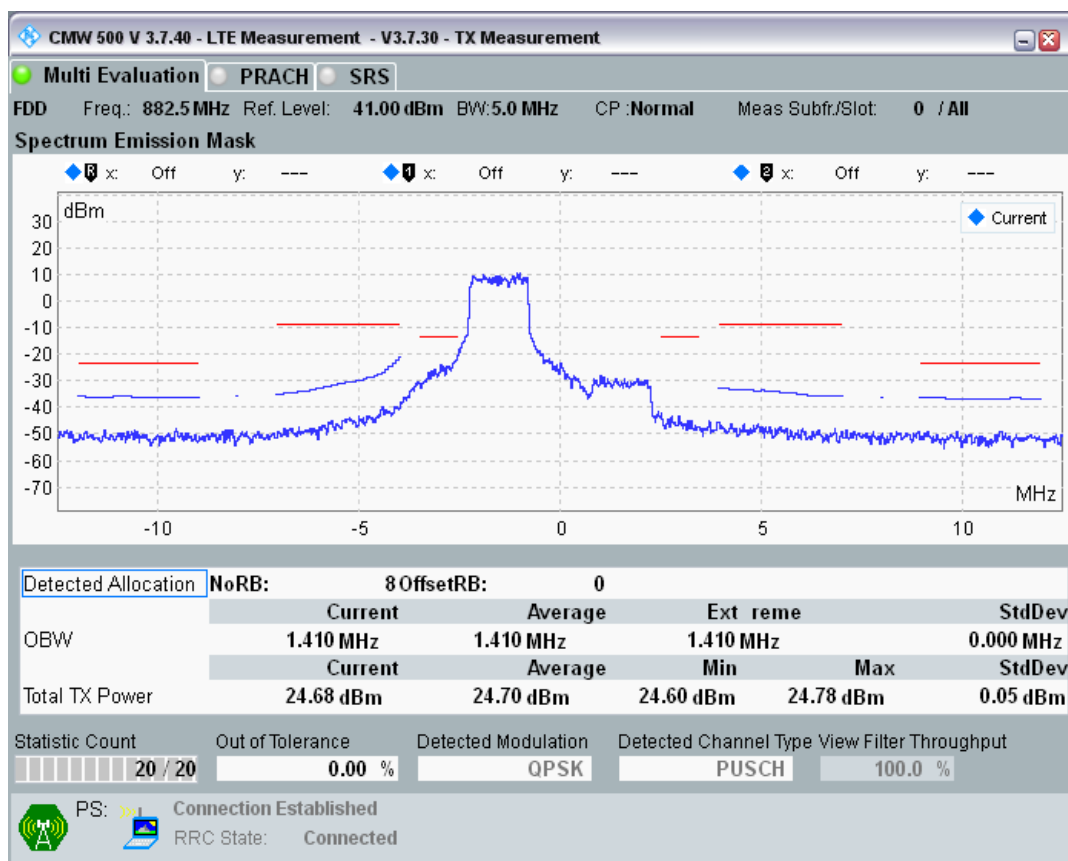 CMW 500 V 3.7.40 - LTE Measurement - V3.7.30 - TX Measurement
Multi Evaluation PRACH SRS
FDD Freq.: 882.5 MHz Ref. Level: 41.00 dBm BW:5.0 MHz CP :Normal Meas Subfr./Slot: 0 / All
Spectrum Emission Mask
R x: Off y: --- 1 x: Off y: --- 2 x: Off y: ---
dBm
Current
30
20
10
0
-10
-20
-30
-40
-50
-60
-70
MHz
-10 -5 0 5 10
Detected Allocation NoRB: 8 OffsetRB: 0
Current Average Ext reme StdDev
OBW 1.410 MHz 1.410 MHz 1.410 MHz 0.000 MHz
Current Average Min Max StdDev
Total TX Power 24.68 dBm 24.70 dBm 24.60 dBm 24.78 dBm 0.05 dBm
Statistic Count Out of Tolerance Detected Modulation Detected Channel Type View Filter Throughput
20 / 20 0.00 % QPSK PUSCH 100.0 %
PS: Connection Established
RRC State: Connected